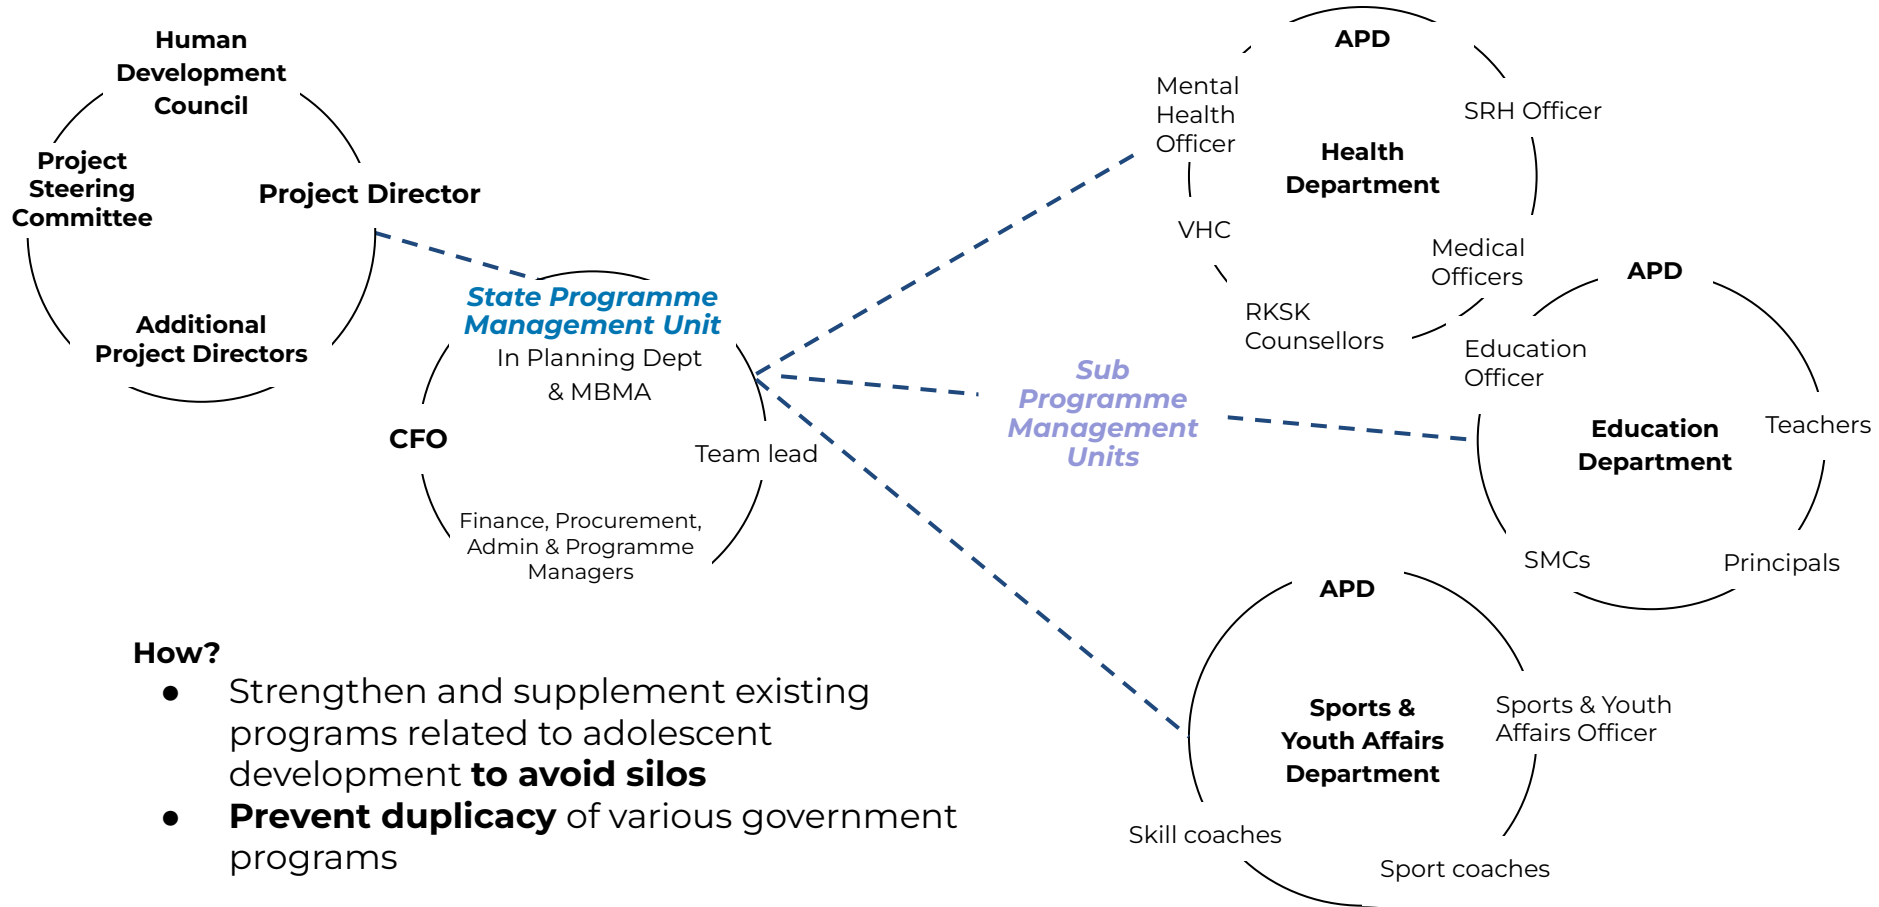 Human
Development
Council
Project
Steering
Committee
Project Director
Additional
Project Directors
State Programme
Management Unit
In Planning Dept
& MBMA
CFO
Team lead
Finance, Procurement,
Admin & Programme
Managers
Sub
Programme
Management
Units
APD
Mental
Health
Officer
SRH Officer
Health
Department
VHC
Medical
Officers
RKSK
Counsellors
APD
Education
Officer
Education
Department
Teachers
SMCs
Principals
APD
Sports &
Youth Affairs
Department
Sports & Youth
Affairs Officer
Skill coaches
Sport coaches
How?
● Strengthen and supplement existing
programs related to adolescent
development to avoid silos
● Prevent duplicacy of various government
programs